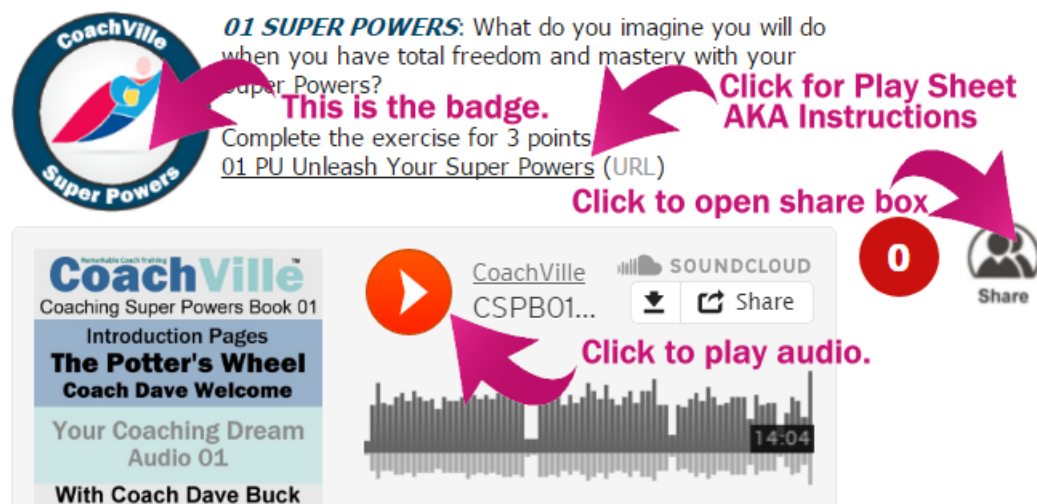 CoachVille
Super Powers
01 SUPER POWERS: What do you imagine you will do
when you have total freedom and mastery with your
Super Powers?
This is the badge.
Click for Play Sheet
AKA Instructions
Complete the exercise for 3 points
01 PU Unleash Your Super Powers (URL)
Click to open share box
0
Share
Remarkable Coach Training
CoachVille™
Coaching Super Powers Book 01
Introduction Pages
The Potter's Wheel
Coach Dave Welcome
Your Coaching Dream
Audio 01
With Coach Dave Buck
CoachVille
CSPB01...
SOUNDCLOUD
Share
Click to play audio.
14:04